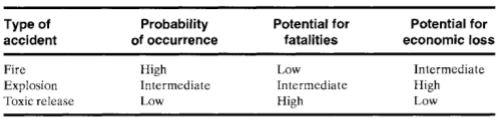 Type of accident Probability of occurrence Potential for fatalities Potential for economic loss
Fire High Low Intermediate
Explosion Intermediate Intermediate High
Toxic release Low High Low